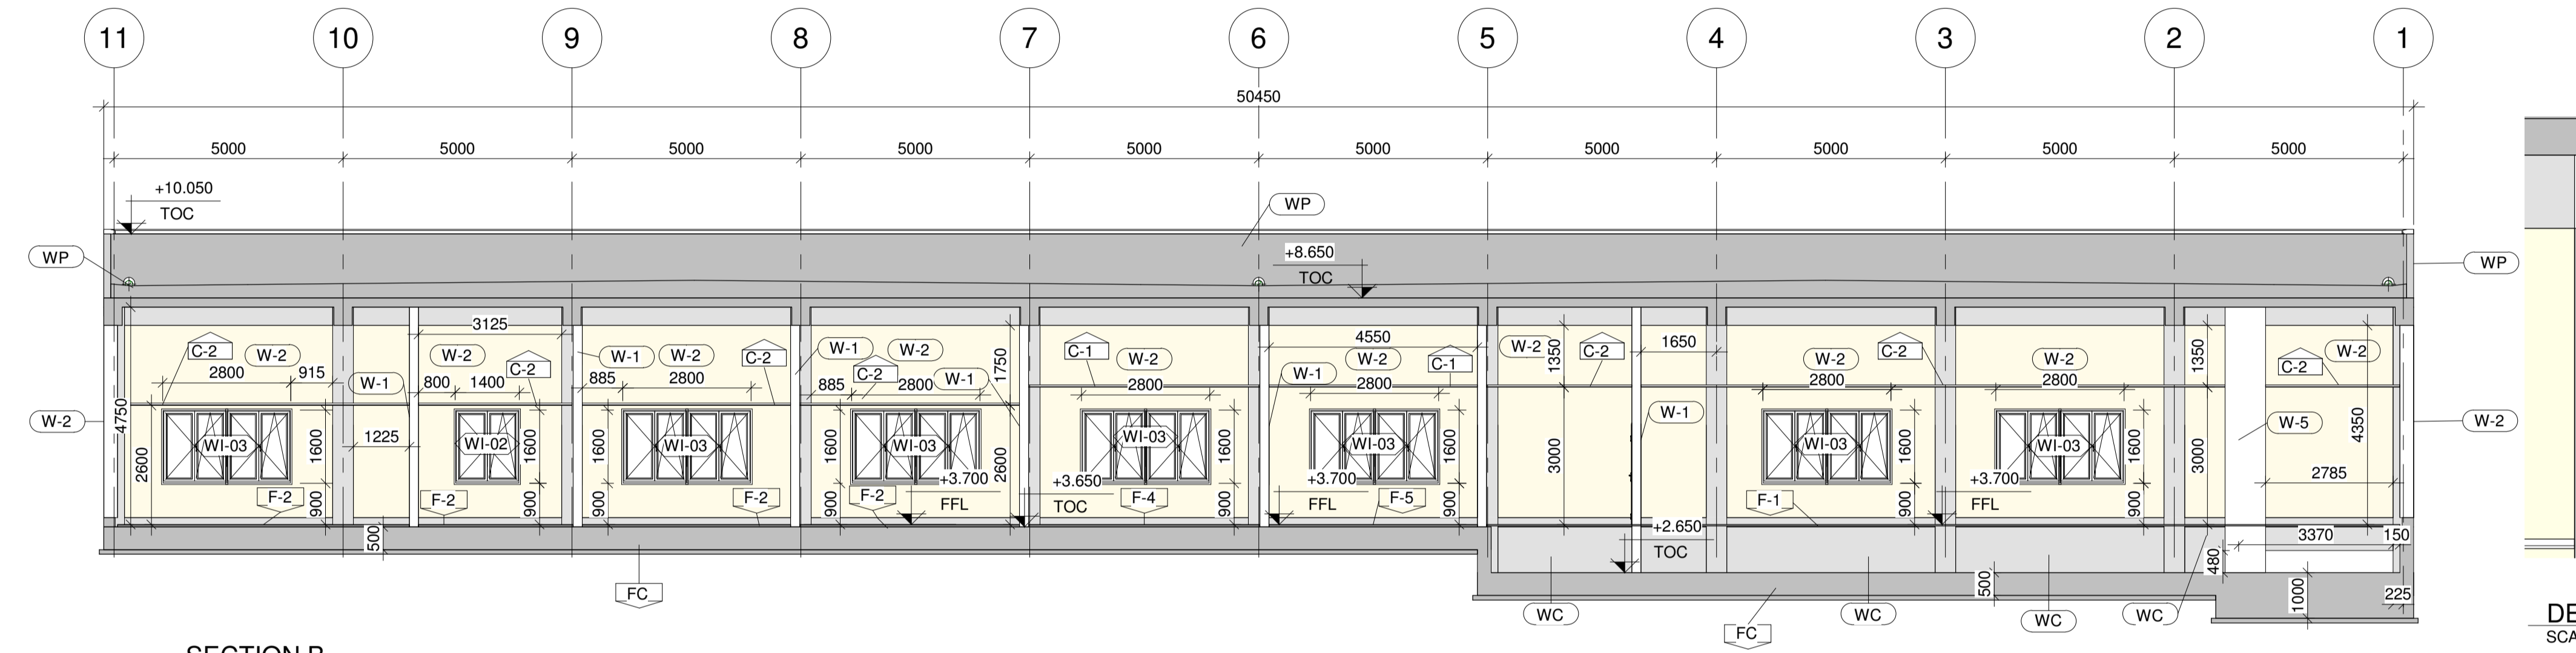 11 10 9 8 7 6 5 4 3 2 1
50450
5000 5000 5000 5000 5000 5000 5000 5000 5000 5000
+10.050
TOC
WP
+8.650
TOC
WP
WP
3125
4550
1350
1650
1350
C-2 W-2
W-2
C-2
W-1 W-2 C-2
W-1 W-2
C-2
1750
C-1 W-2
W-2 C-1
W-2 C-2
W-2 C-2
W-2
W-2
C-2
2800 915
W-1
800 1400
885 2800
885 2800 W-1
2800
W-1
2800
2800
2800
W-2
4750
2600
WI-03
1600
1225
WI-02
1600
1600
WI-03
1600
WI-03
2600
WI-03
1600
WI-03
1600
3000
W-1
WI-03
1600
WI-03
1600
3000
W-5
4350
W-2
2785
F-2
900
F-2
900
900
F-2
900
F-2
+3.700
FFL
+3.650
TOC
F-4
900
+3.700
FFL
F-5
900
F-1
900
+3.700
FFL
900
500
+2.650
TOC
3370 150
480
500
1000
225
FC
WC
FC
WC
WC
WC
SECTION B
DE
SCA